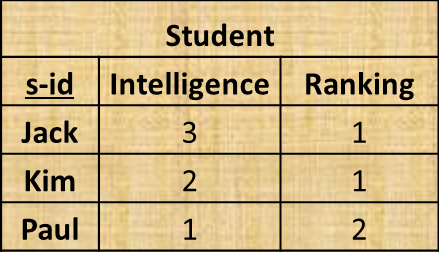 Student
s-id Intelligence Ranking
Jack 3 1
Kim 2 1
Paul 1 2